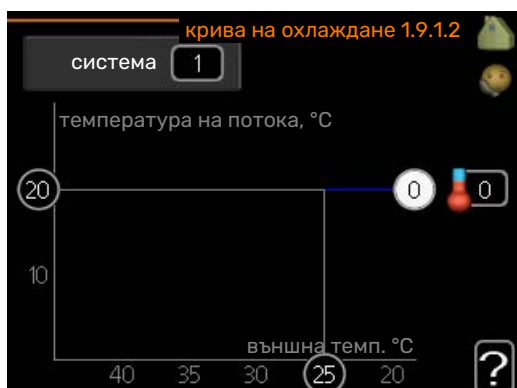 крива на охлаждане 1.9.1.2
система 1
температура на потока, °C
20 0 0
10
външна темп. °C
40 35 30 25 20
?